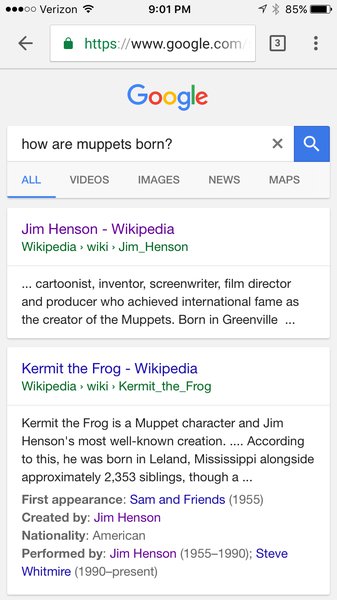 Verizon 9:01 PM 85%
https://www.google.com/ 3
Google
how are muppets born?
ALL VIDEOS IMAGES NEWS MAPS
Jim Henson - Wikipedia
Wikipedia › wiki › Jim_Henson
... cartoonist, inventor, screenwriter, film director
and producer who achieved international fame as
the creator of the Muppets. Born in Greenville ...
Kermit the Frog - Wikipedia
Wikipedia › wiki › Kermit_the_Frog
Kermit the Frog is a Muppet character and Jim
Henson's most well-known creation. .... According
to this, he was born in Leland, Mississippi alongside
approximately 2,353 siblings, though a ...
First appearance: Sam and Friends (1955)
Created by: Jim Henson
Nationality: American
Performed by: Jim Henson (1955–1990); Steve
Whitmire (1990–present)